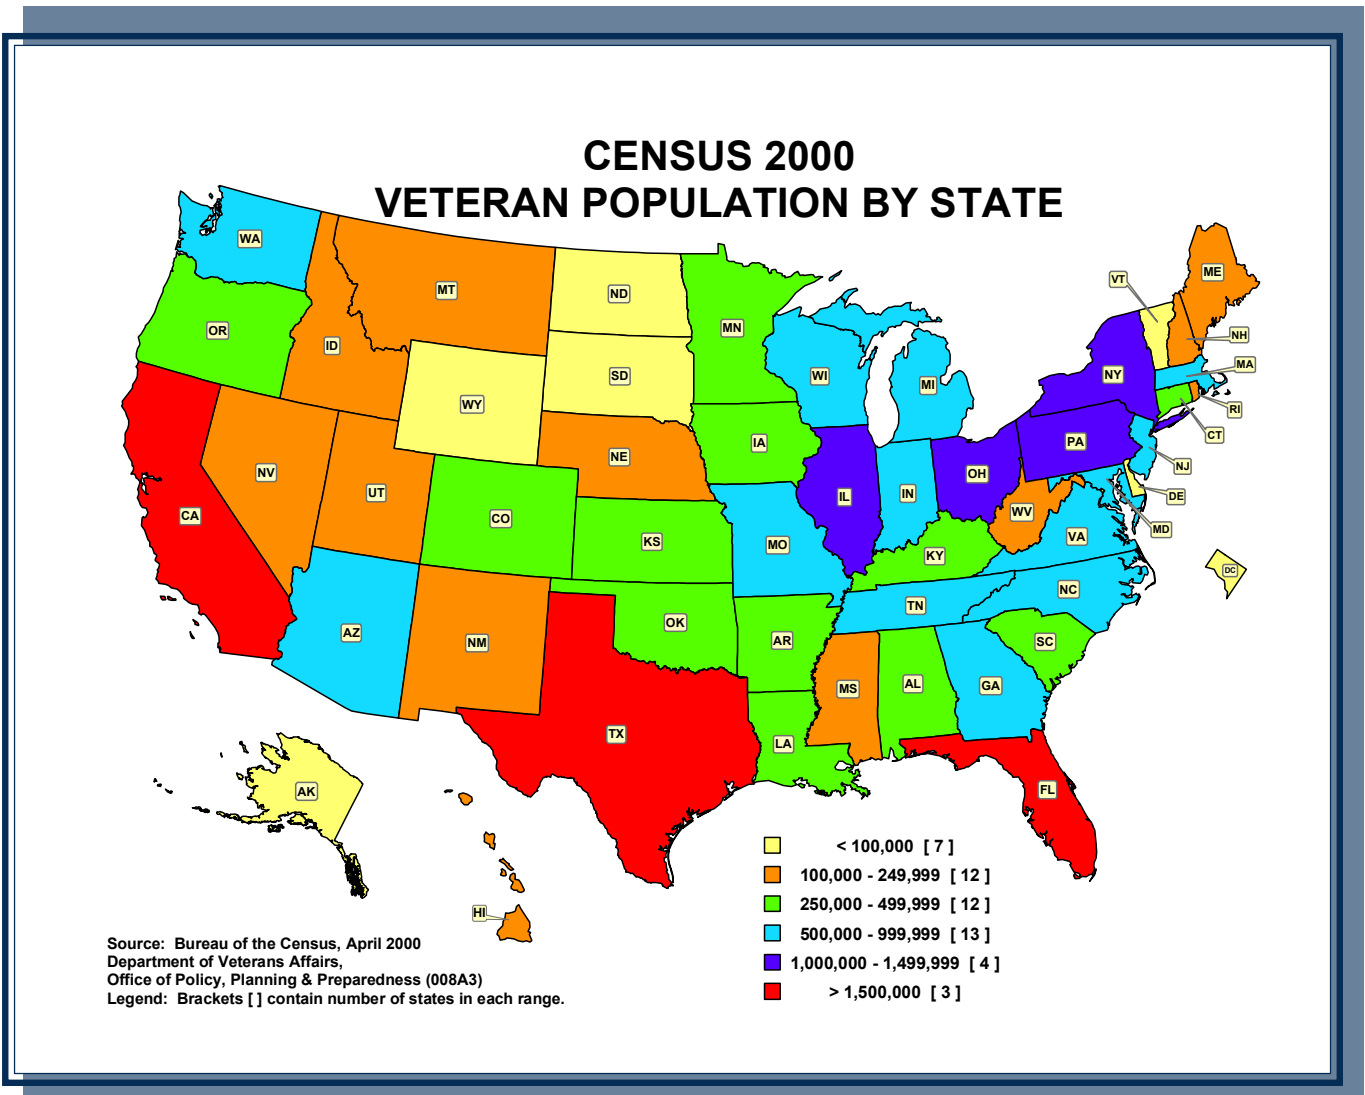 CENSUS 2000
VETERAN POPULATION BY STATE
WA
MT
ND
MN
OR
ID
SD
WY
WI
MI
VT
ME
NH
MA
NY
RI
CT
NV
UT
NE
IA
PA
NJ
CA
CO
KS
MO
IL
IN
OH
WV
DE
MD
VA
KY
DC
AZ
NM
OK
AR
TN
NC
SC
MS
AL
GA
TX
LA
FL
AK
HI
< 100,000 [ 7 ]
100,000 - 249,999 [ 12 ]
250,000 - 499,999 [ 12 ]
500,000 - 999,999 [ 13 ]
1,000,000 - 1,499,999 [ 4 ]
> 1,500,000 [ 3 ]
Source: Bureau of the Census, April 2000
Department of Veterans Affairs,
Office of Policy, Planning & Preparedness (008A3)
Legend: Brackets [ ] contain number of states in each range.